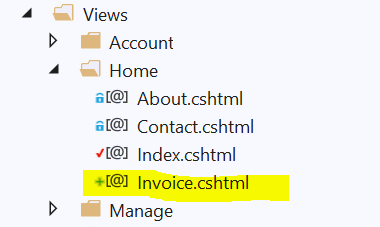 Views
Account
Home
[@] About.cshtml
[@] Contact.cshtml
[@] Index.cshtml
+[@] Invoice.cshtml
Manage